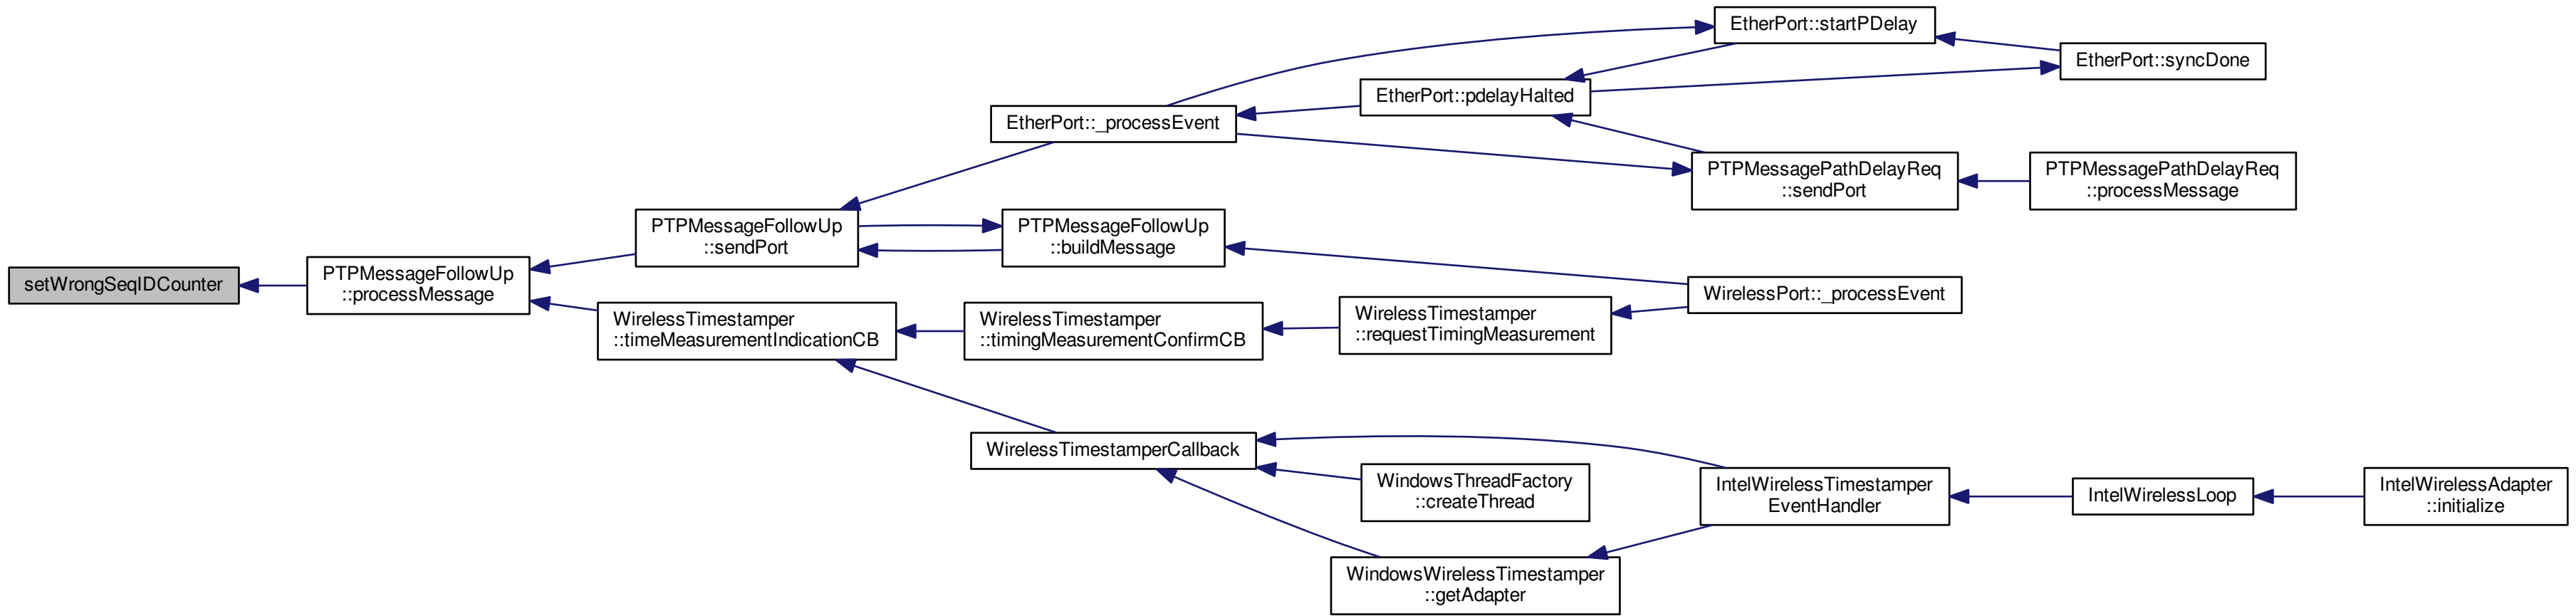 EtherPort::startPDelay
EtherPort::syncDone
EtherPort::pdelayHalted
EtherPort::_processEvent
PTPMessagePathDelayReq
::sendPort
PTPMessagePathDelayReq
::processMessage
PTPMessageFollowUp
::sendPort
PTPMessageFollowUp
::buildMessage
setWrongSeqIDCounter
PTPMessageFollowUp
::processMessage
WirelessPort::_processEvent
WirelessTimestamper
::timeMeasurementIndicationCB
WirelessTimestamper
::timingMeasurementConfirmCB
WirelessTimestamper
::requestTimingMeasurement
WirelessTimestamperCallback
WindowsThreadFactory
::createThread
IntelWirelessTimestamper
EventHandler
IntelWirelessLoop
IntelWirelessAdapter
::initialize
WindowsWirelessTimestamper
::getAdapter